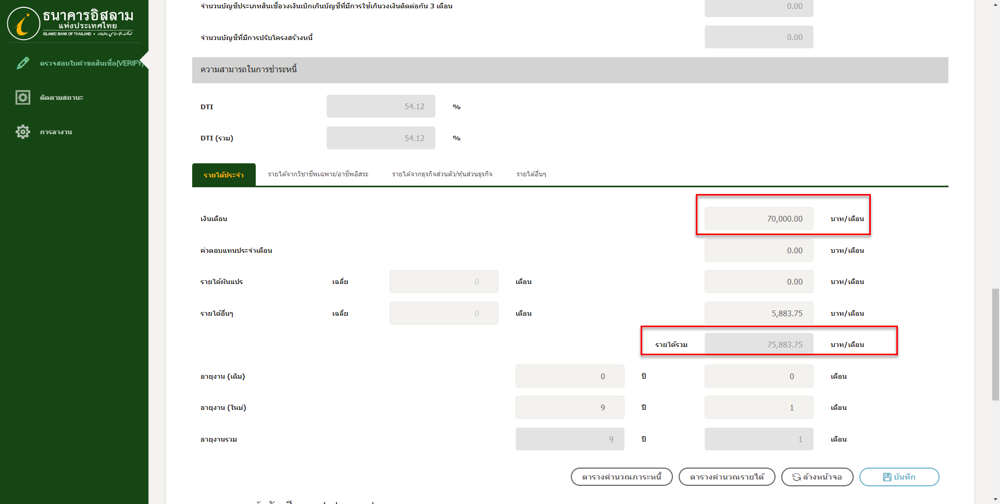 ธนาคารอิสลาม
แห่งประเทศไทย
ISLAMIC BANK OF THAILAND •
ตรวจสอบใบคำขอสินเชื่อ(VERIFY)
ติดตามสถานะ
การลางาน
จำนวนบัญชีประเภทสินเชื่อวงเงินเบิกเกินบัญชีที่มีการใช้เกินวงเงินติดต่อกัน 3 เดือน 0.00
จำนวนบัญชีที่มีการปรับโครงสร้างหนี้ 0.00
ความสามารถในการชำระหนี้
DTI 54.12 %
DTI (รวม) 54.12 %
รายได้ประจำ รายได้จากวิชาชีพเฉพาะ/อาชีพอิสระ รายได้จากธุรกิจส่วนตัว/หุ้นส่วนธุรกิจ รายได้อื่นๆ
เงินเดือน 70,000.00 บาท/เดือน
ค่าตอบแทนประจำเดือน 0.00 บาท/เดือน
รายได้ผันแปร เฉลี่ย 0 เดือน 0.00 บาท/เดือน
รายได้อื่นๆ เฉลี่ย 0 เดือน 5,883.75 บาท/เดือน
รายได้รวม 75,883.75 บาท/เดือน
อายุงาน (เดิม) 0 ปี 0 เดือน
อายุงาน (ใหม่) 9 ปี 1 เดือน
อายุงานรวม 9 ปี 1 เดือน
ตารางคำนวณภาระหนี้ ตารางคำนวณรายได้ ล้างหน้าจอ บันทึก